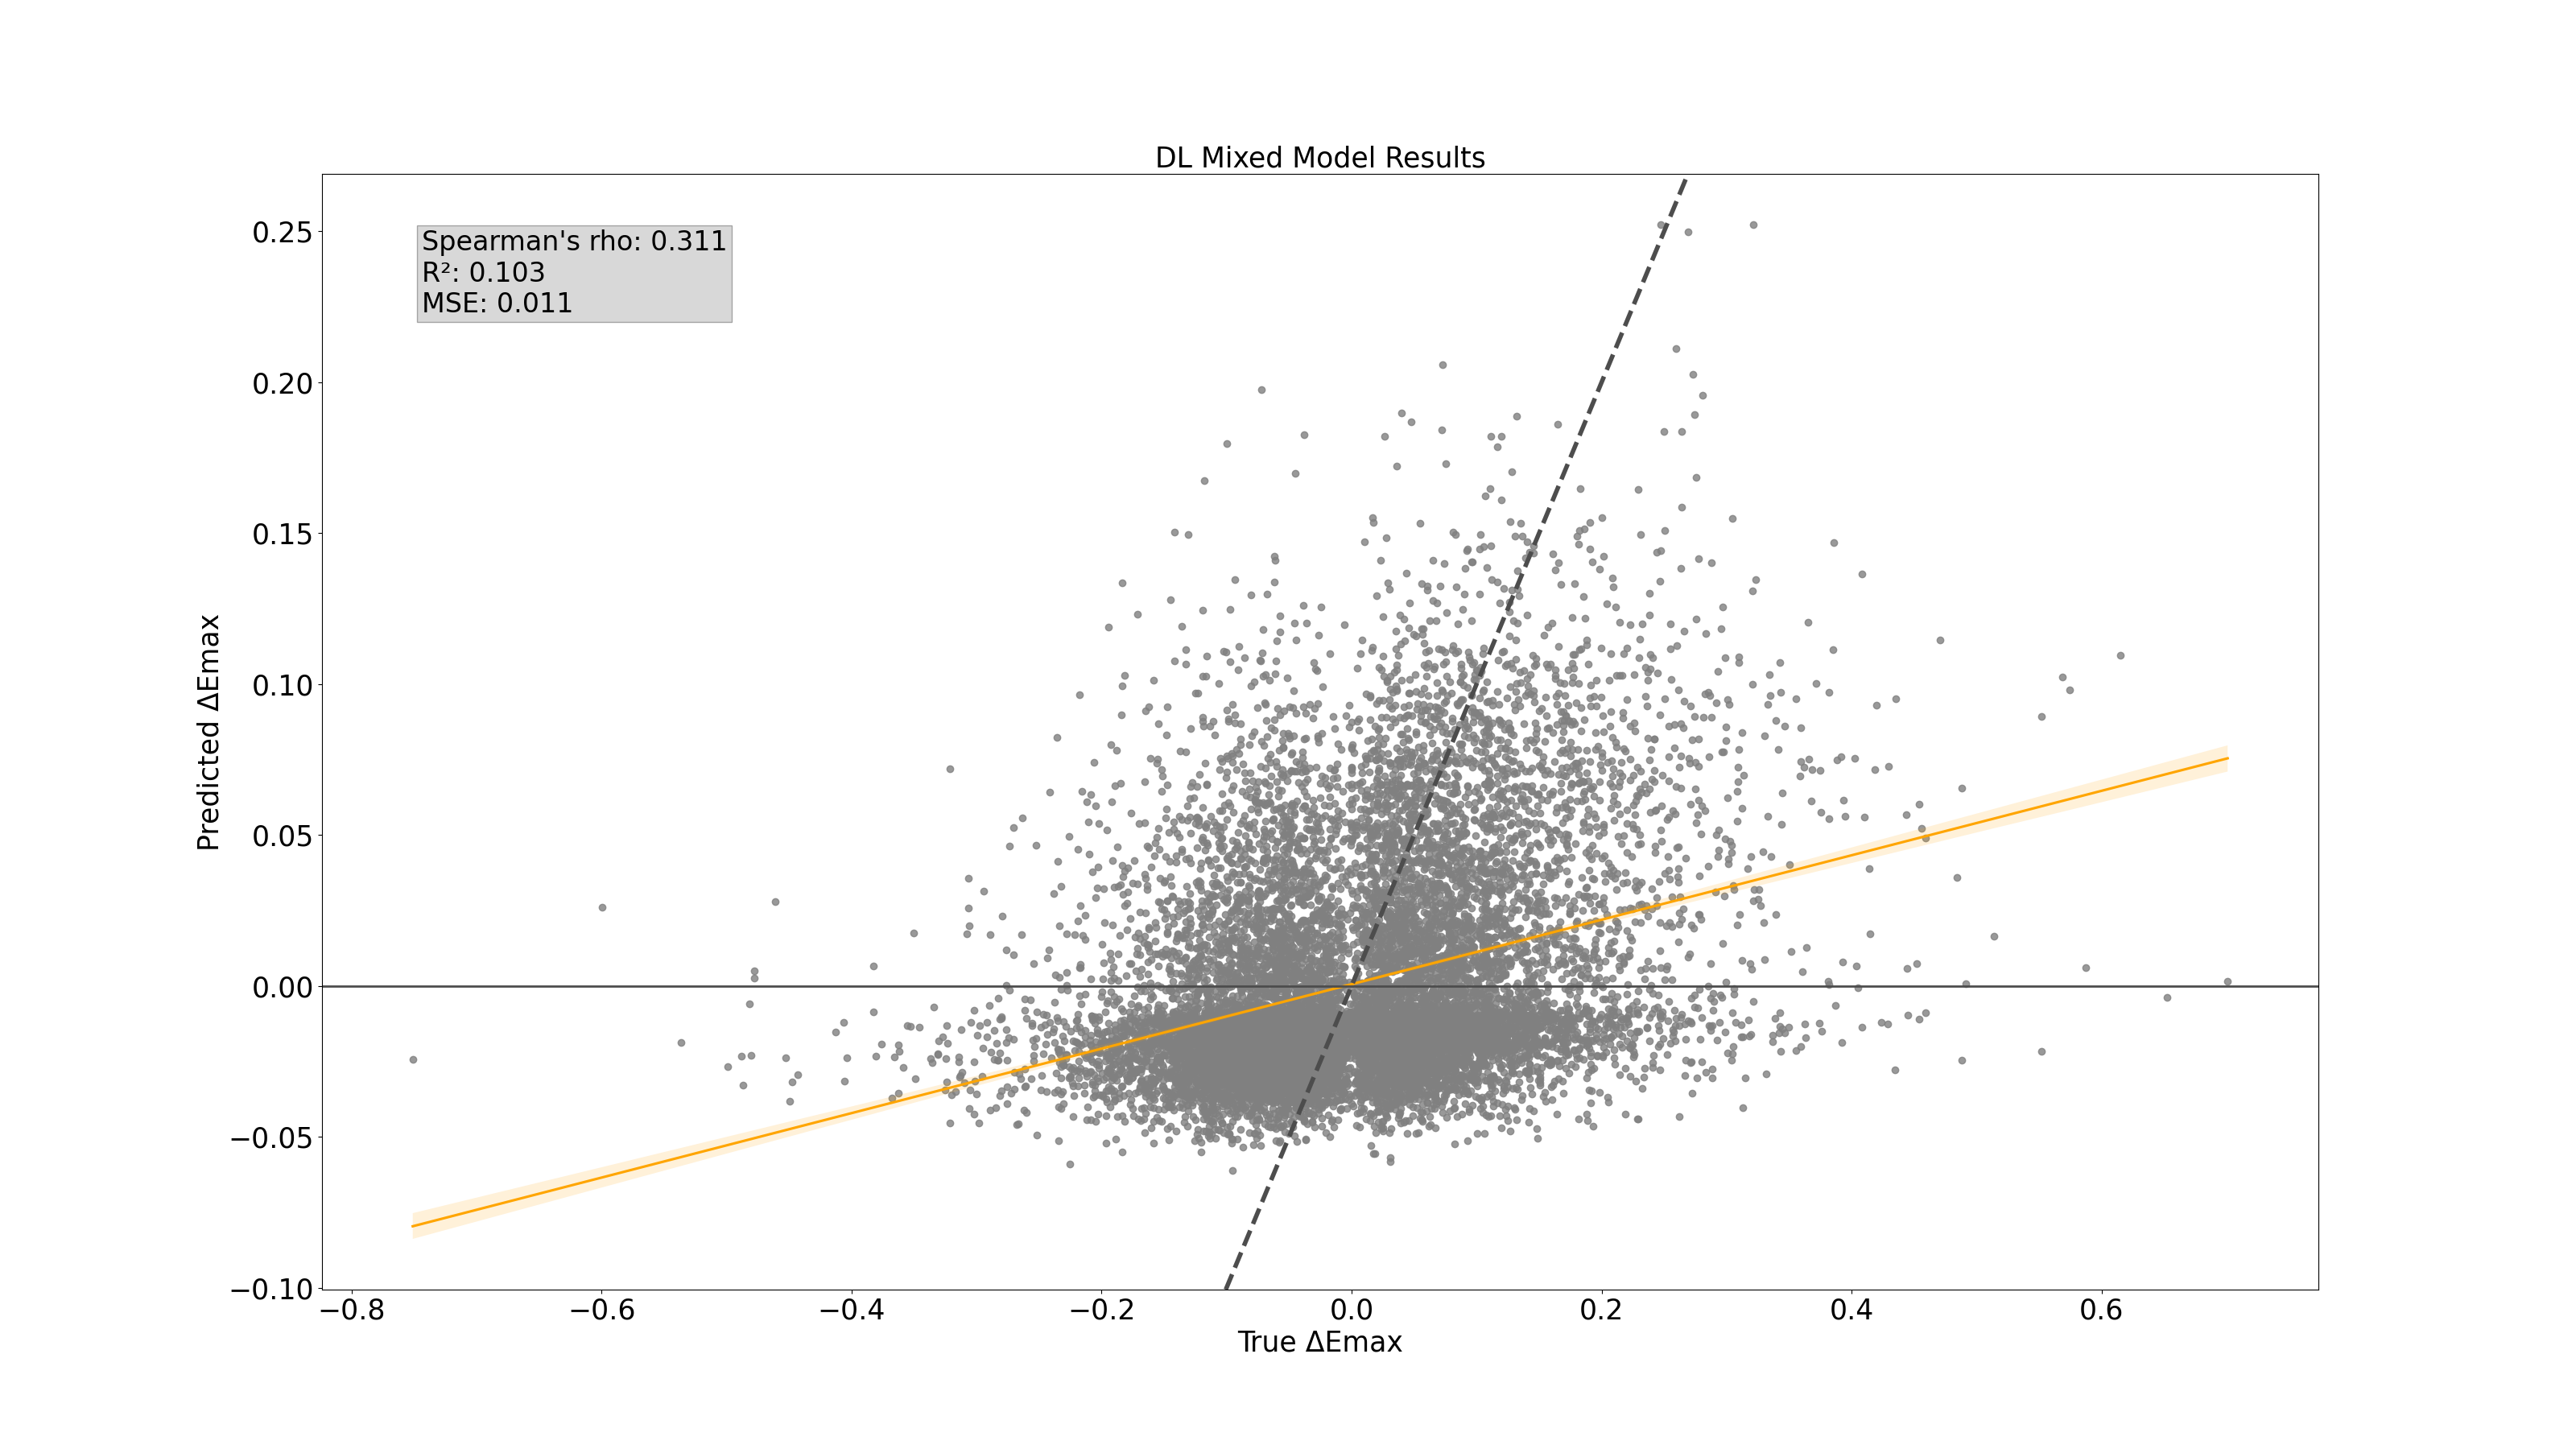 DL Mixed Model Results
Spearman's rho: 0.311
R²: 0.103
MSE: 0.011
Predicted ΔEmax
0.25
0.20
0.15
0.10
0.05
0.00
−0.05
−0.10
−0.8 −0.6 −0.4 −0.2 0.0 0.2 0.4 0.6
True ΔEmax